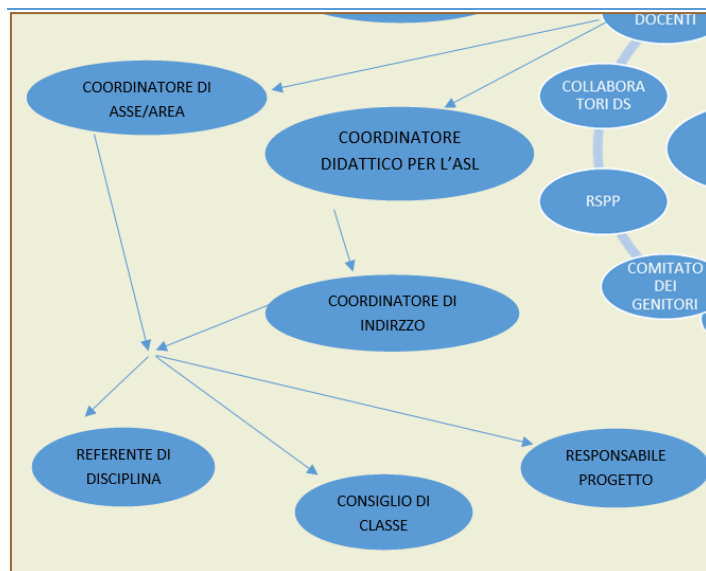 DOCENTI
COORDINATORE DI
ASSE/AREA
COLLABORA
TORI DS
COORDINATORE
DIDATTICO PER L'ASL
RSPP
COMITATO
DEI
GENITORI
COORDINATORE DI
INDIRZZO
REFERENTE DI
DISCIPLINA
CONSIGLIO DI
CLASSE
RESPONSABILE
PROGETTO